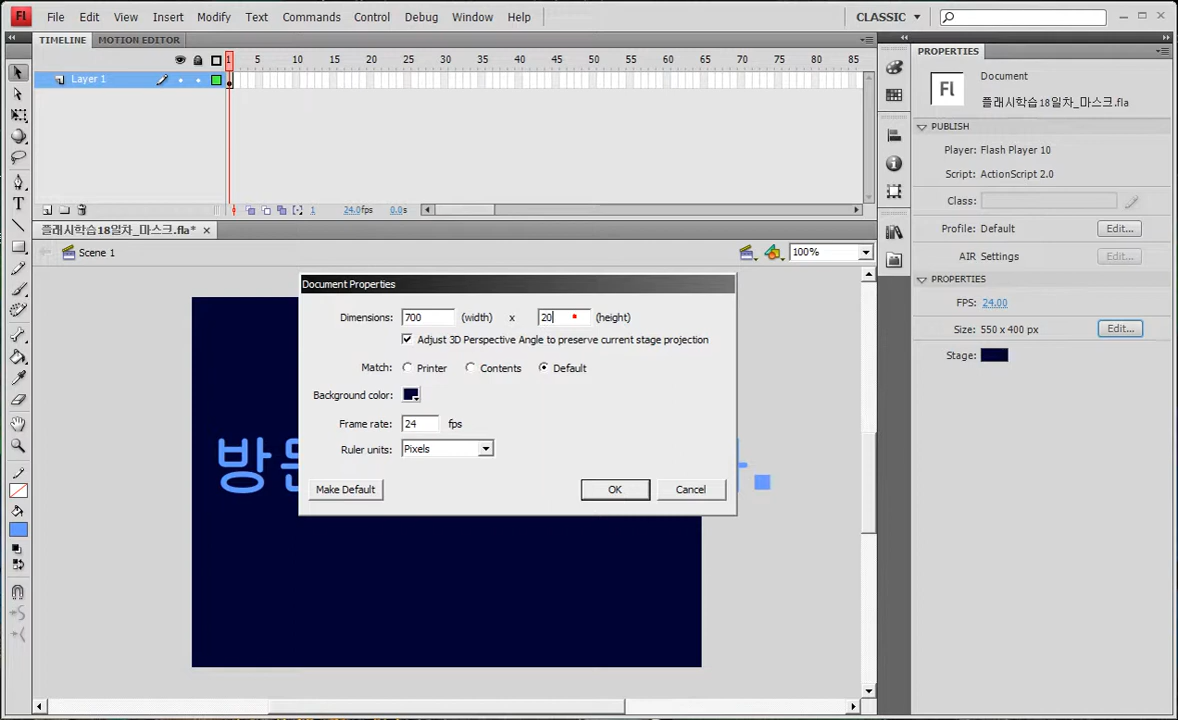 Fl File Edit View Insert Modify Text Commands Control Debug Window Help CLASSIC
TIMELINE MOTION EDITOR
1 5 10 15 20 25 30 35 40 45 50 55 60 65 70 75 80 85
Layer 1
1 24.0fps 0.0s
플래시학습18일차_마스크.fla*
Scene 1 100%
Document Properties
Dimensions: 700 (width) x 20 (height)
Adjust 3D Perspective Angle to preserve current stage projection
Match: Printer Contents Default
Background color:
Frame rate: 24 fps
Ruler units: Pixels
Make Default OK Cancel
방
PROPERTIES
Fl Document
플래시학습18일차_마스크.fla
PUBLISH
Player: Flash Player 10
Script: ActionScript 2.0
Class:
Profile: Default Edit...
AIR Settings Edit...
PROPERTIES
FPS: 24.00
Size: 550 x 400 px Edit...
Stage: